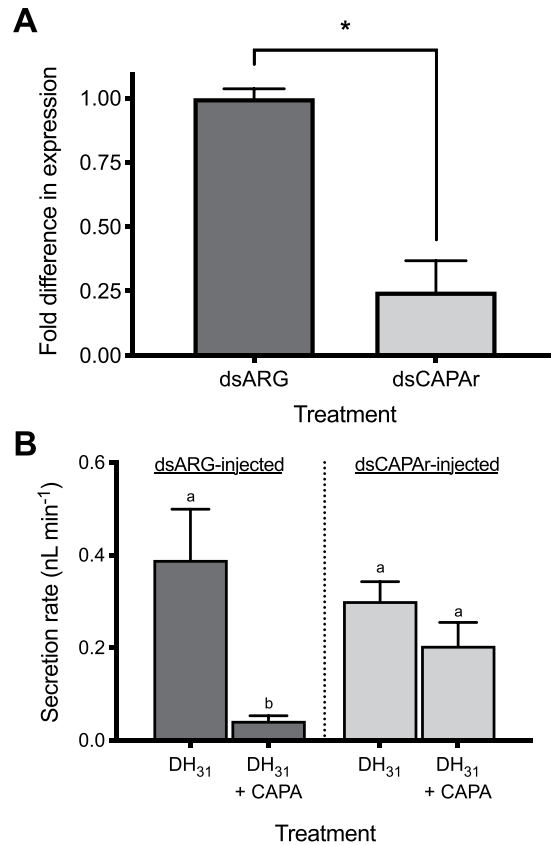 A
*
Fold difference in expression
1.00
0.75
0.50
0.25
0.00
dsARG dsCAPAr
Treatment
B
dsARG-injected dsCAPAr-injected
Secretion rate (nL min-1)
0.6
0.4
0.2
0.0
a
b
a
a
DH31 DH31 + CAPA DH31 DH31 + CAPA
Treatment